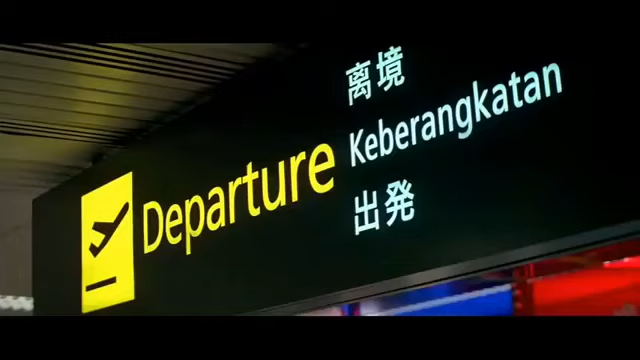 Departure
离境
Keberangkatan
出発